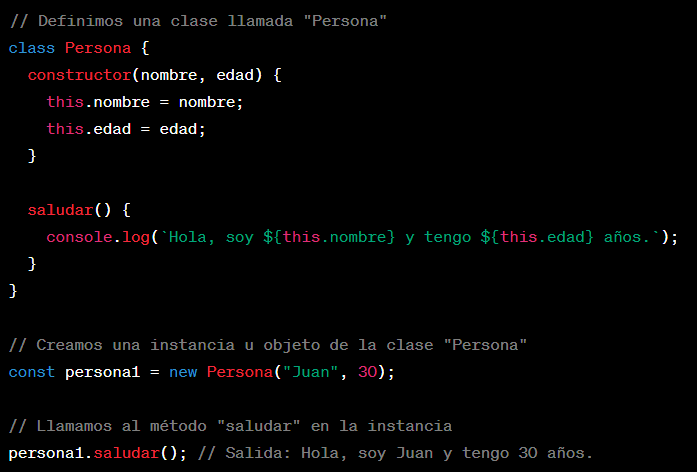 // Definimos una clase llamada "Persona"
class Persona {
  constructor(nombre, edad) {
    this.nombre = nombre;
    this.edad = edad;
  }

  saludar() {
    console.log(`Hola, soy ${this.nombre} y tengo ${this.edad} años.`);
  }
}

// Creamos una instancia u objeto de la clase "Persona"
const persona1 = new Persona("Juan", 30);

// Llamamos al método "saludar" en la instancia
persona1.saludar(); // Salida: Hola, soy Juan y tengo 30 años.